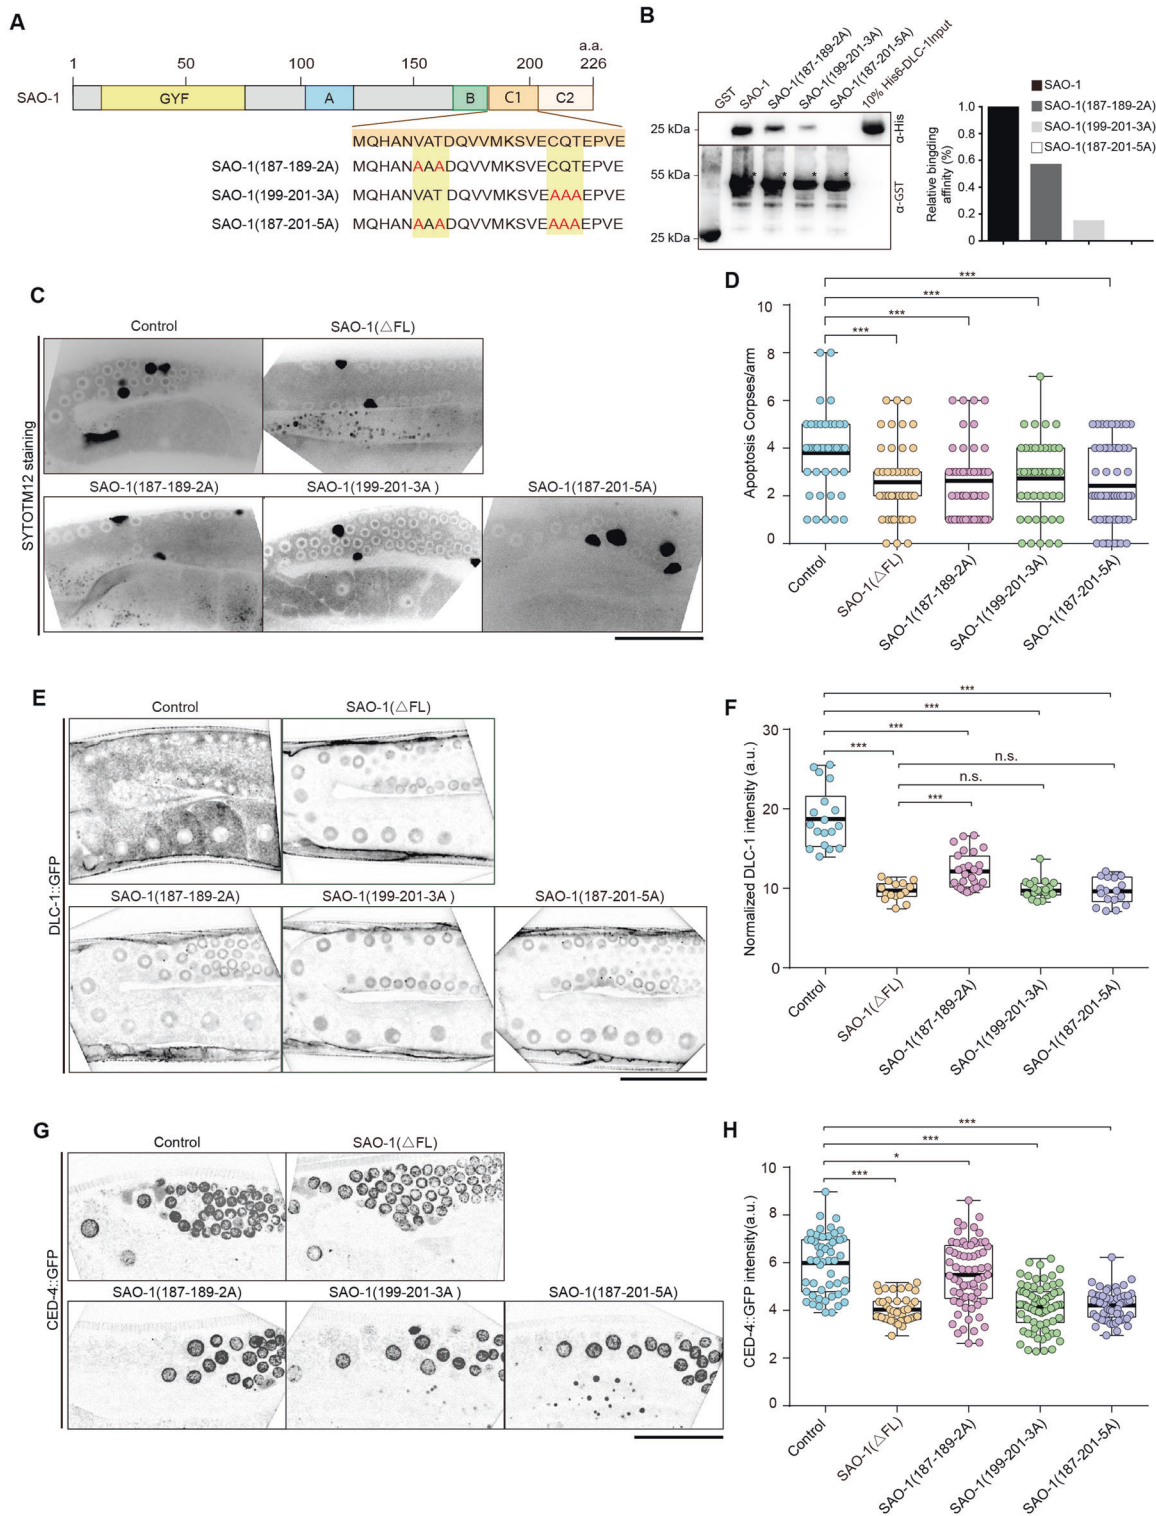 A
a.a.
1 50 100 150 200 226
SAO-1 GYF A B C1 C2
MQHANVATDQVVMKSVECQTEPVE
SAO-1(187-189-2A) MQHANAAADQVVMKSVECQTEPVE
SAO-1(199-201-3A) MQHANVATDQVVMKSVEAAAEPVE
SAO-1(187-201-5A) MQHANAAADQVVMKSVEAAAEPVE
B
GST
SAO-1
SAO-1(187-189-2A)
SAO-1(199-201-3A)
SAO-1(187-201-5A)
10% His6-DLC-1Input
25 kDa
α-His
55 kDa
* * * *
α-GST
25 kDa
SAO-1
SAO-1(187-189-2A)
SAO-1(199-201-3A)
SAO-1(187-201-5A)
Relative bingding
affinity (%)
1.0
0.8
0.6
0.4
0.2
0
C
Control SAO-1(△FL)
SAO-1(187-189-2A) SAO-1(199-201-3A ) SAO-1(187-201-5A)
SYTOTM12 staining
D
***
***
***
***
Apoptosis Corpses/arm
10
8
6
4
2
0
Control
SAO-1(△FL)
SAO-1(187-189-2A)
SAO-1(199-201-3A)
SAO-1(187-201-5A)
E
Control SAO-1(△FL)
SAO-1(187-189-2A) SAO-1(199-201-3A ) SAO-1(187-201-5A)
DLC-1::GFP
F
***
***
***
***
n.s.
n.s.
***
Normalized DLC-1 intensity (a.u.)
30
20
10
0
Control
SAO-1(△FL)
SAO-1(187-189-2A)
SAO-1(199-201-3A)
SAO-1(187-201-5A)
G
Control SAO-1(△FL)
SAO-1(187-189-2A) SAO-1(199-201-3A ) SAO-1(187-201-5A)
CED-4::GFP
H
***
***
*
***
CED-4::GFP intensity(a.u.)
10
8
6
4
2
0
Control
SAO-1(△FL)
SAO-1(187-189-2A)
SAO-1(199-201-3A)
SAO-1(187-201-5A)